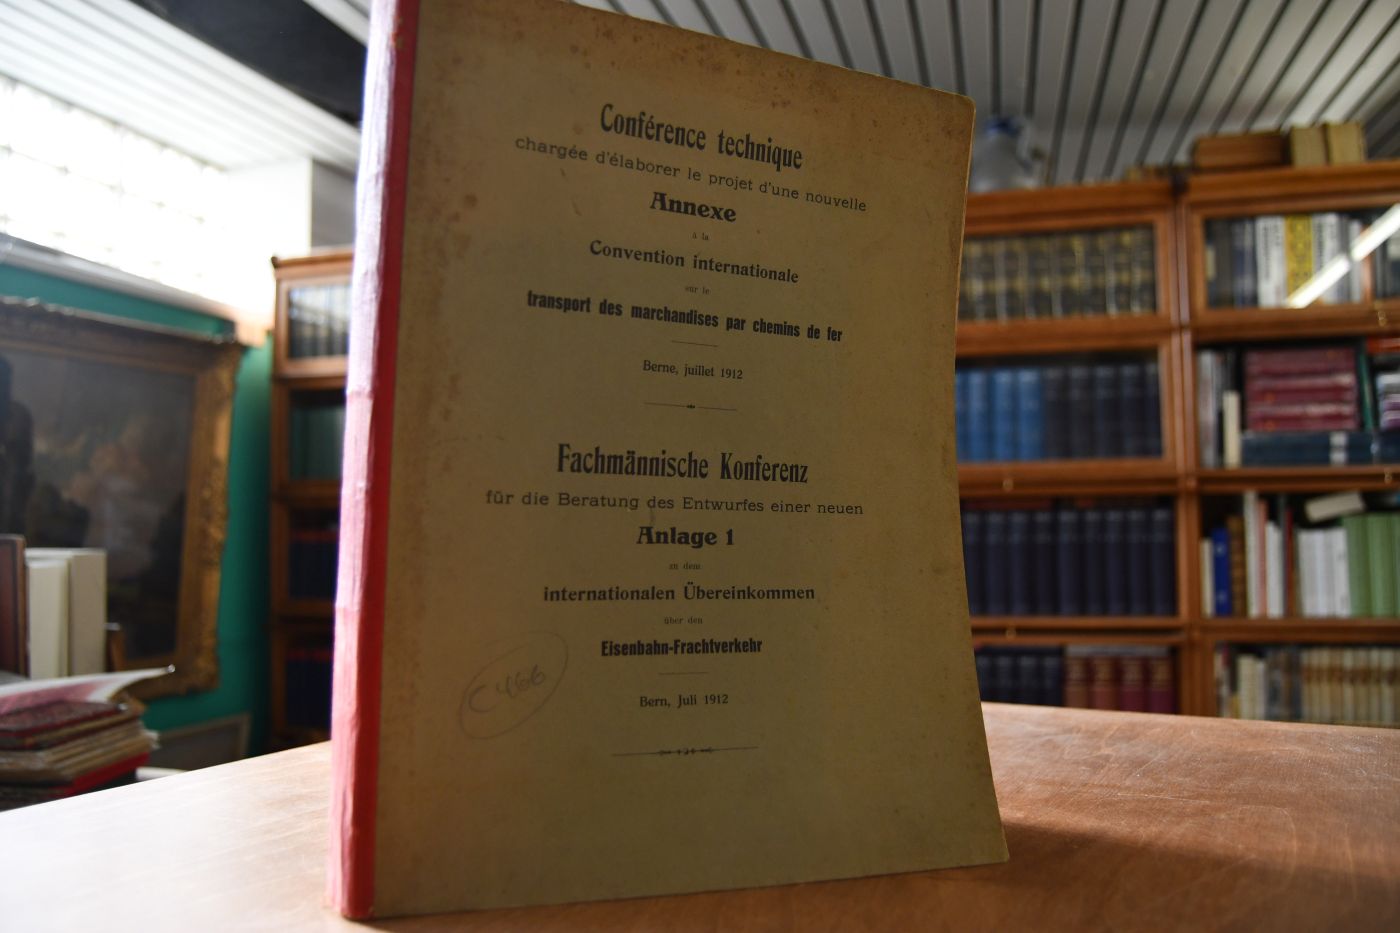 Conférence technique
chargée d'élaborer le projet d'une nouvelle
Annexe
à la
Convention internationale
sur le
transport des marchandises par chemins de fer
Berne, juillet 1912
Fachmännische Konferenz
für die Beratung des Entwurfes einer neuen
Anlage 1
zu dem
internationalen Übereinkommen
über den
Eisenbahn-Frachtverkehr
C 466
Bern, Juli 1912